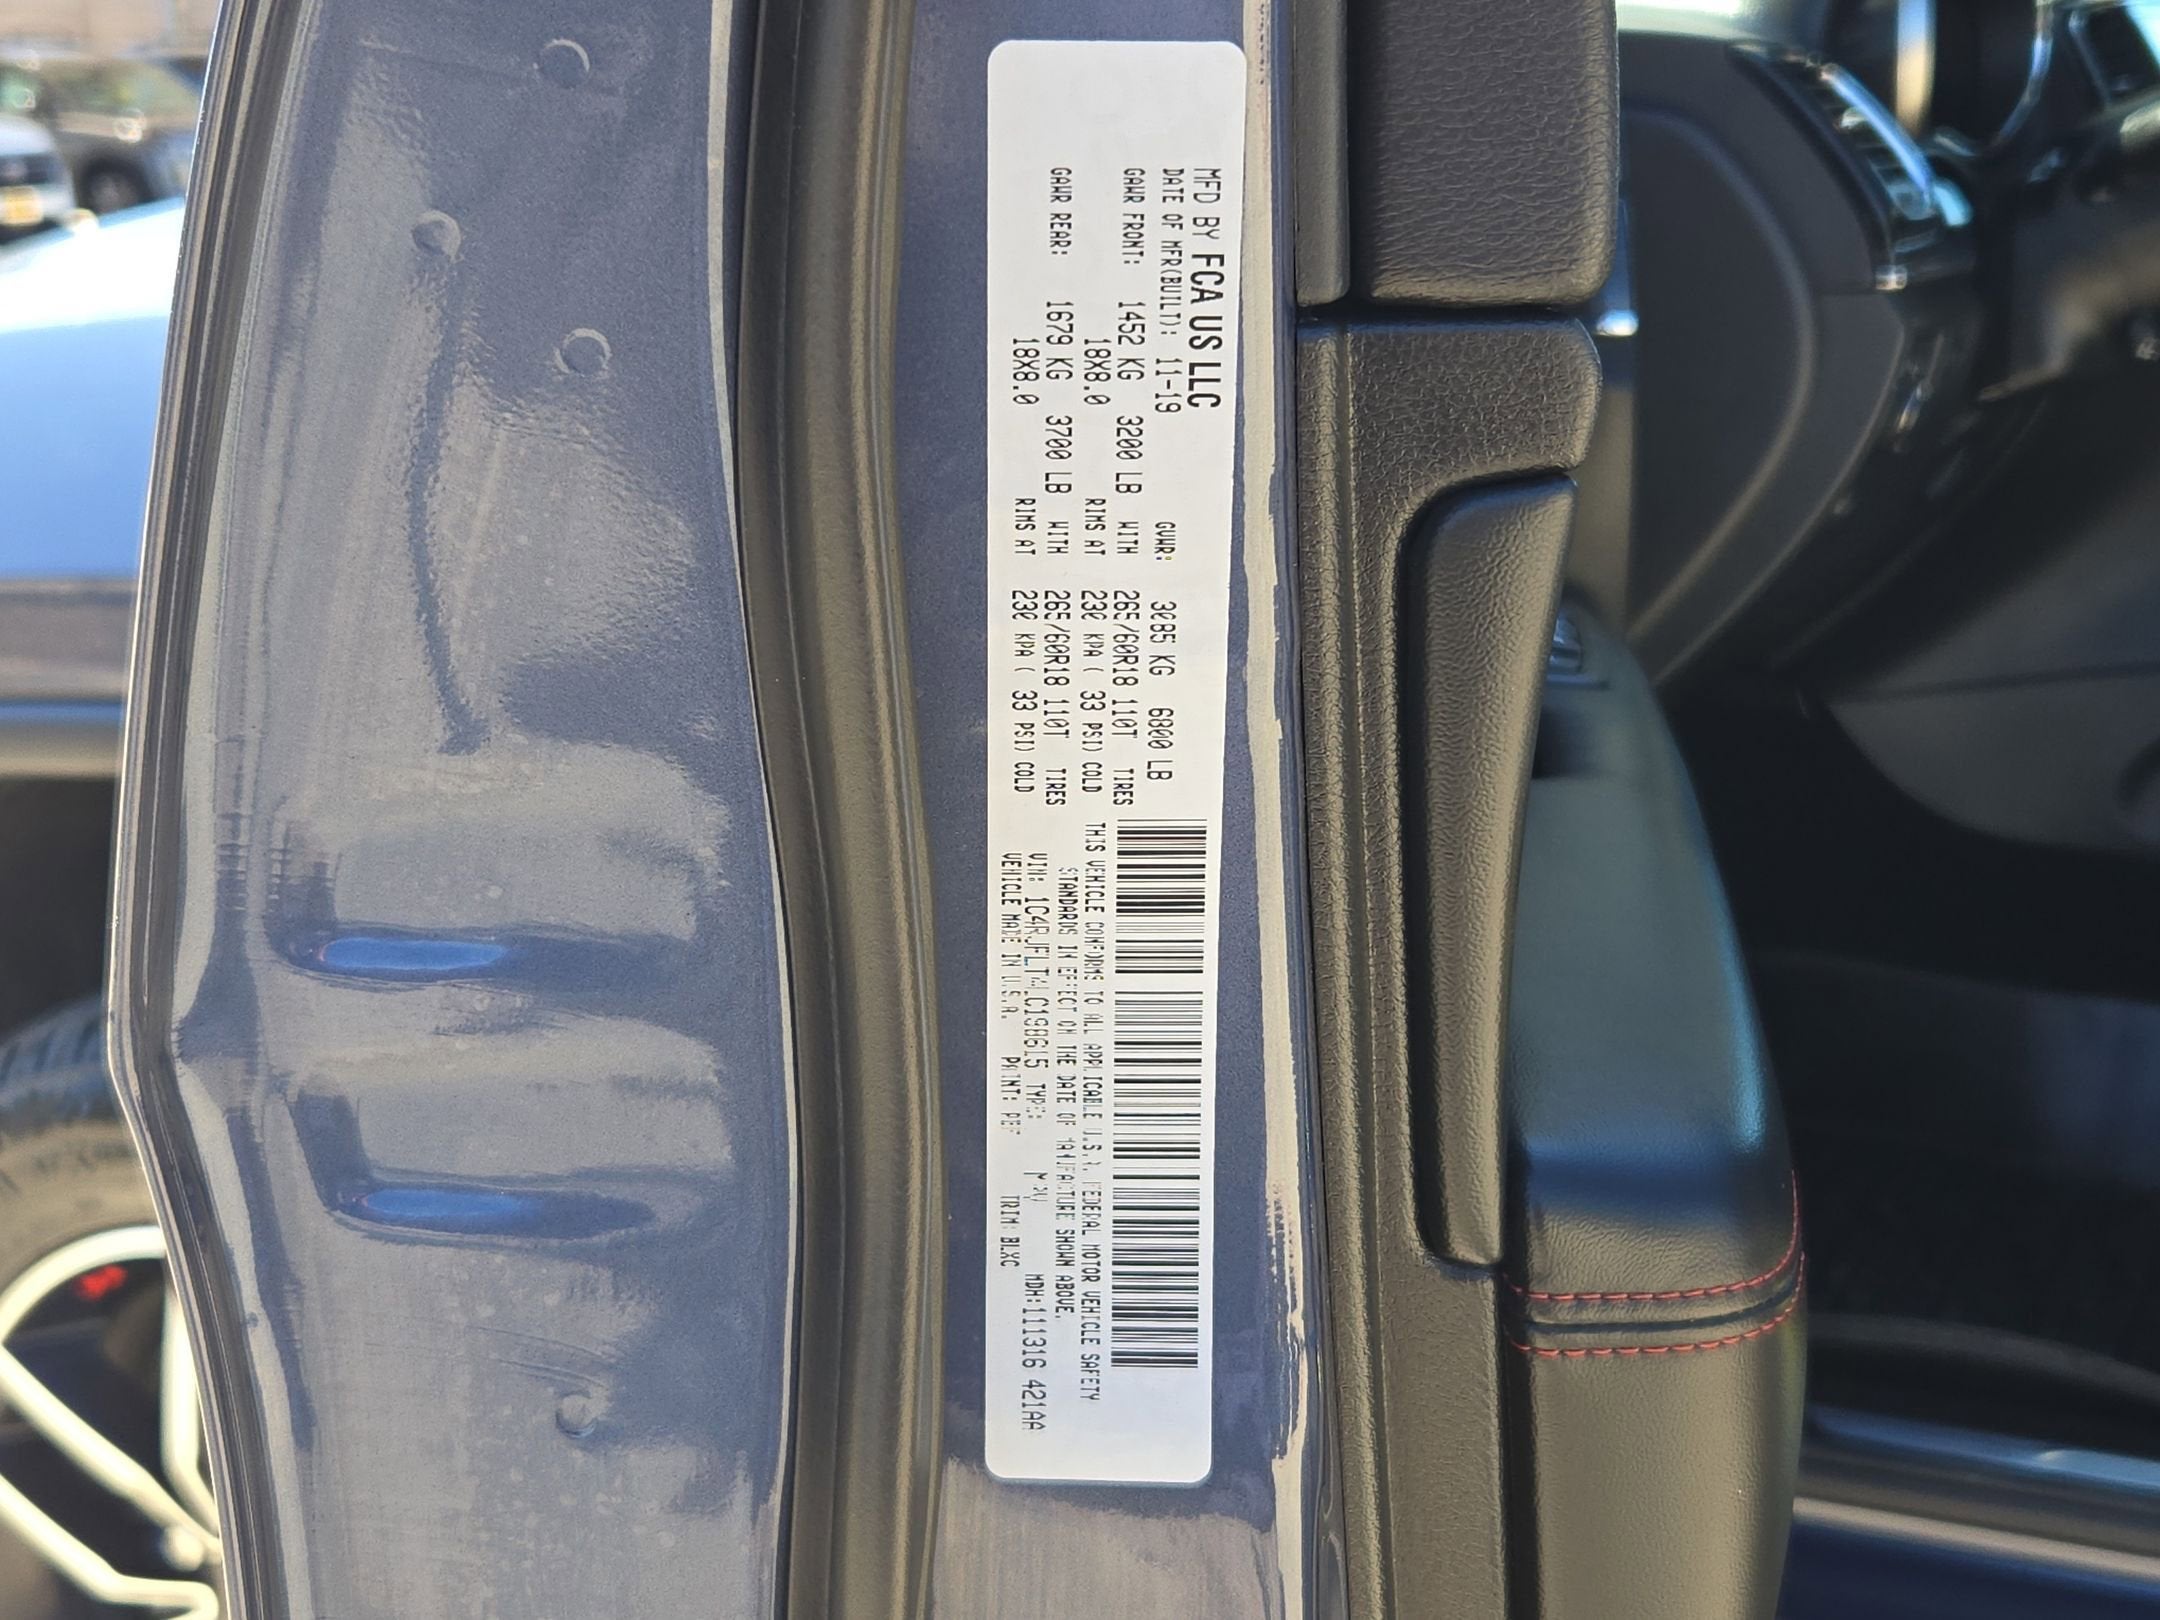 MFD BY FCA US LLC
DATE OF MFR(BUILT): 11-19 GVWR: 3085 KG 6800 LB
GAWR FRONT: 1452 KG 3200 LB WITH 265/60R18 110T TIRES
18X8.0 RIMS AT 230 KPA ( 33 PSI) COLD
GAWR REAR: 1679 KG 3700 LB WITH 265/60R18 110T TIRES
18X8.0 RIMS AT 230 KPA ( 33 PSI) COLD
THIS VEHICLE CONFORMS TO ALL APPLICABLE U.S.A. FEDERAL MOTOR VEHICLE SAFETY
STANDARDS IN EFFECT ON THE DATE OF MANUFACTURE SHOWN ABOVE.
VIN: TYPE: MPV MDH:111316 421AA
VEHICLE MADE IN U.S.A. PAINT: TRIM: BLXC